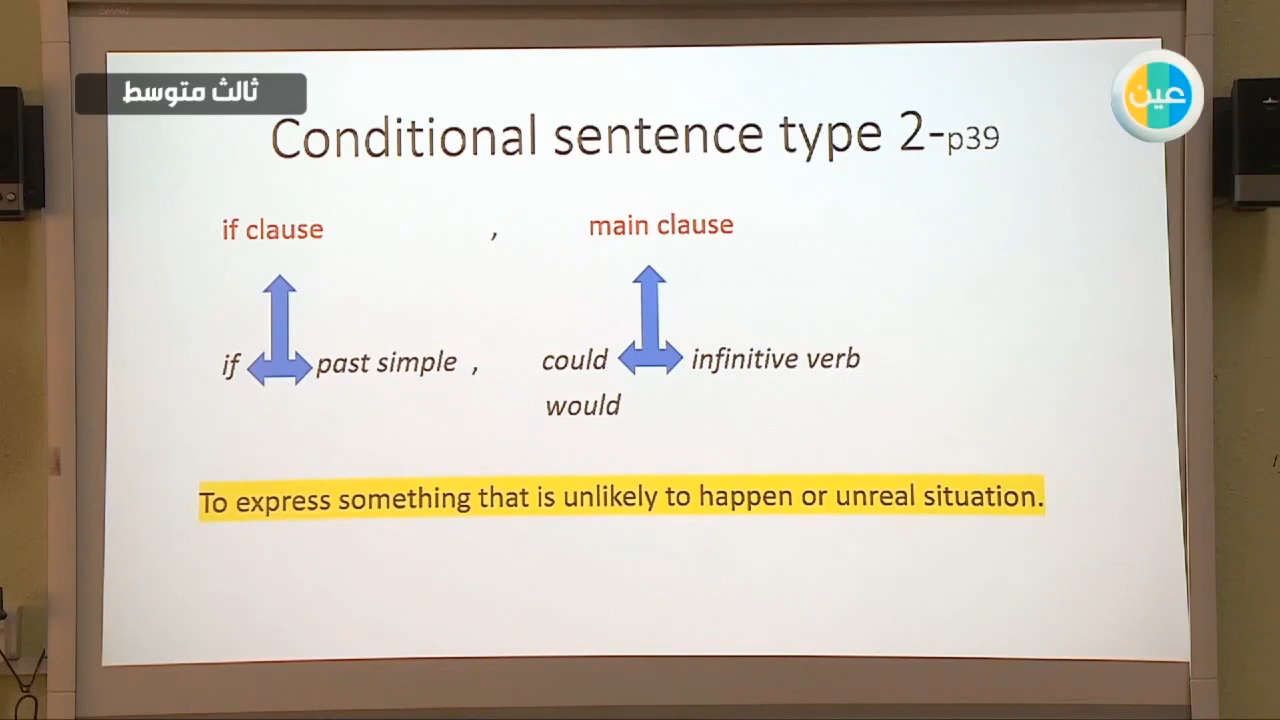 ثالث متوسط
عين
Conditional sentence type 2-p39
if clause , main clause
if past simple , could infinitive verb
would
To express something that is unlikely to happen or unreal situation.